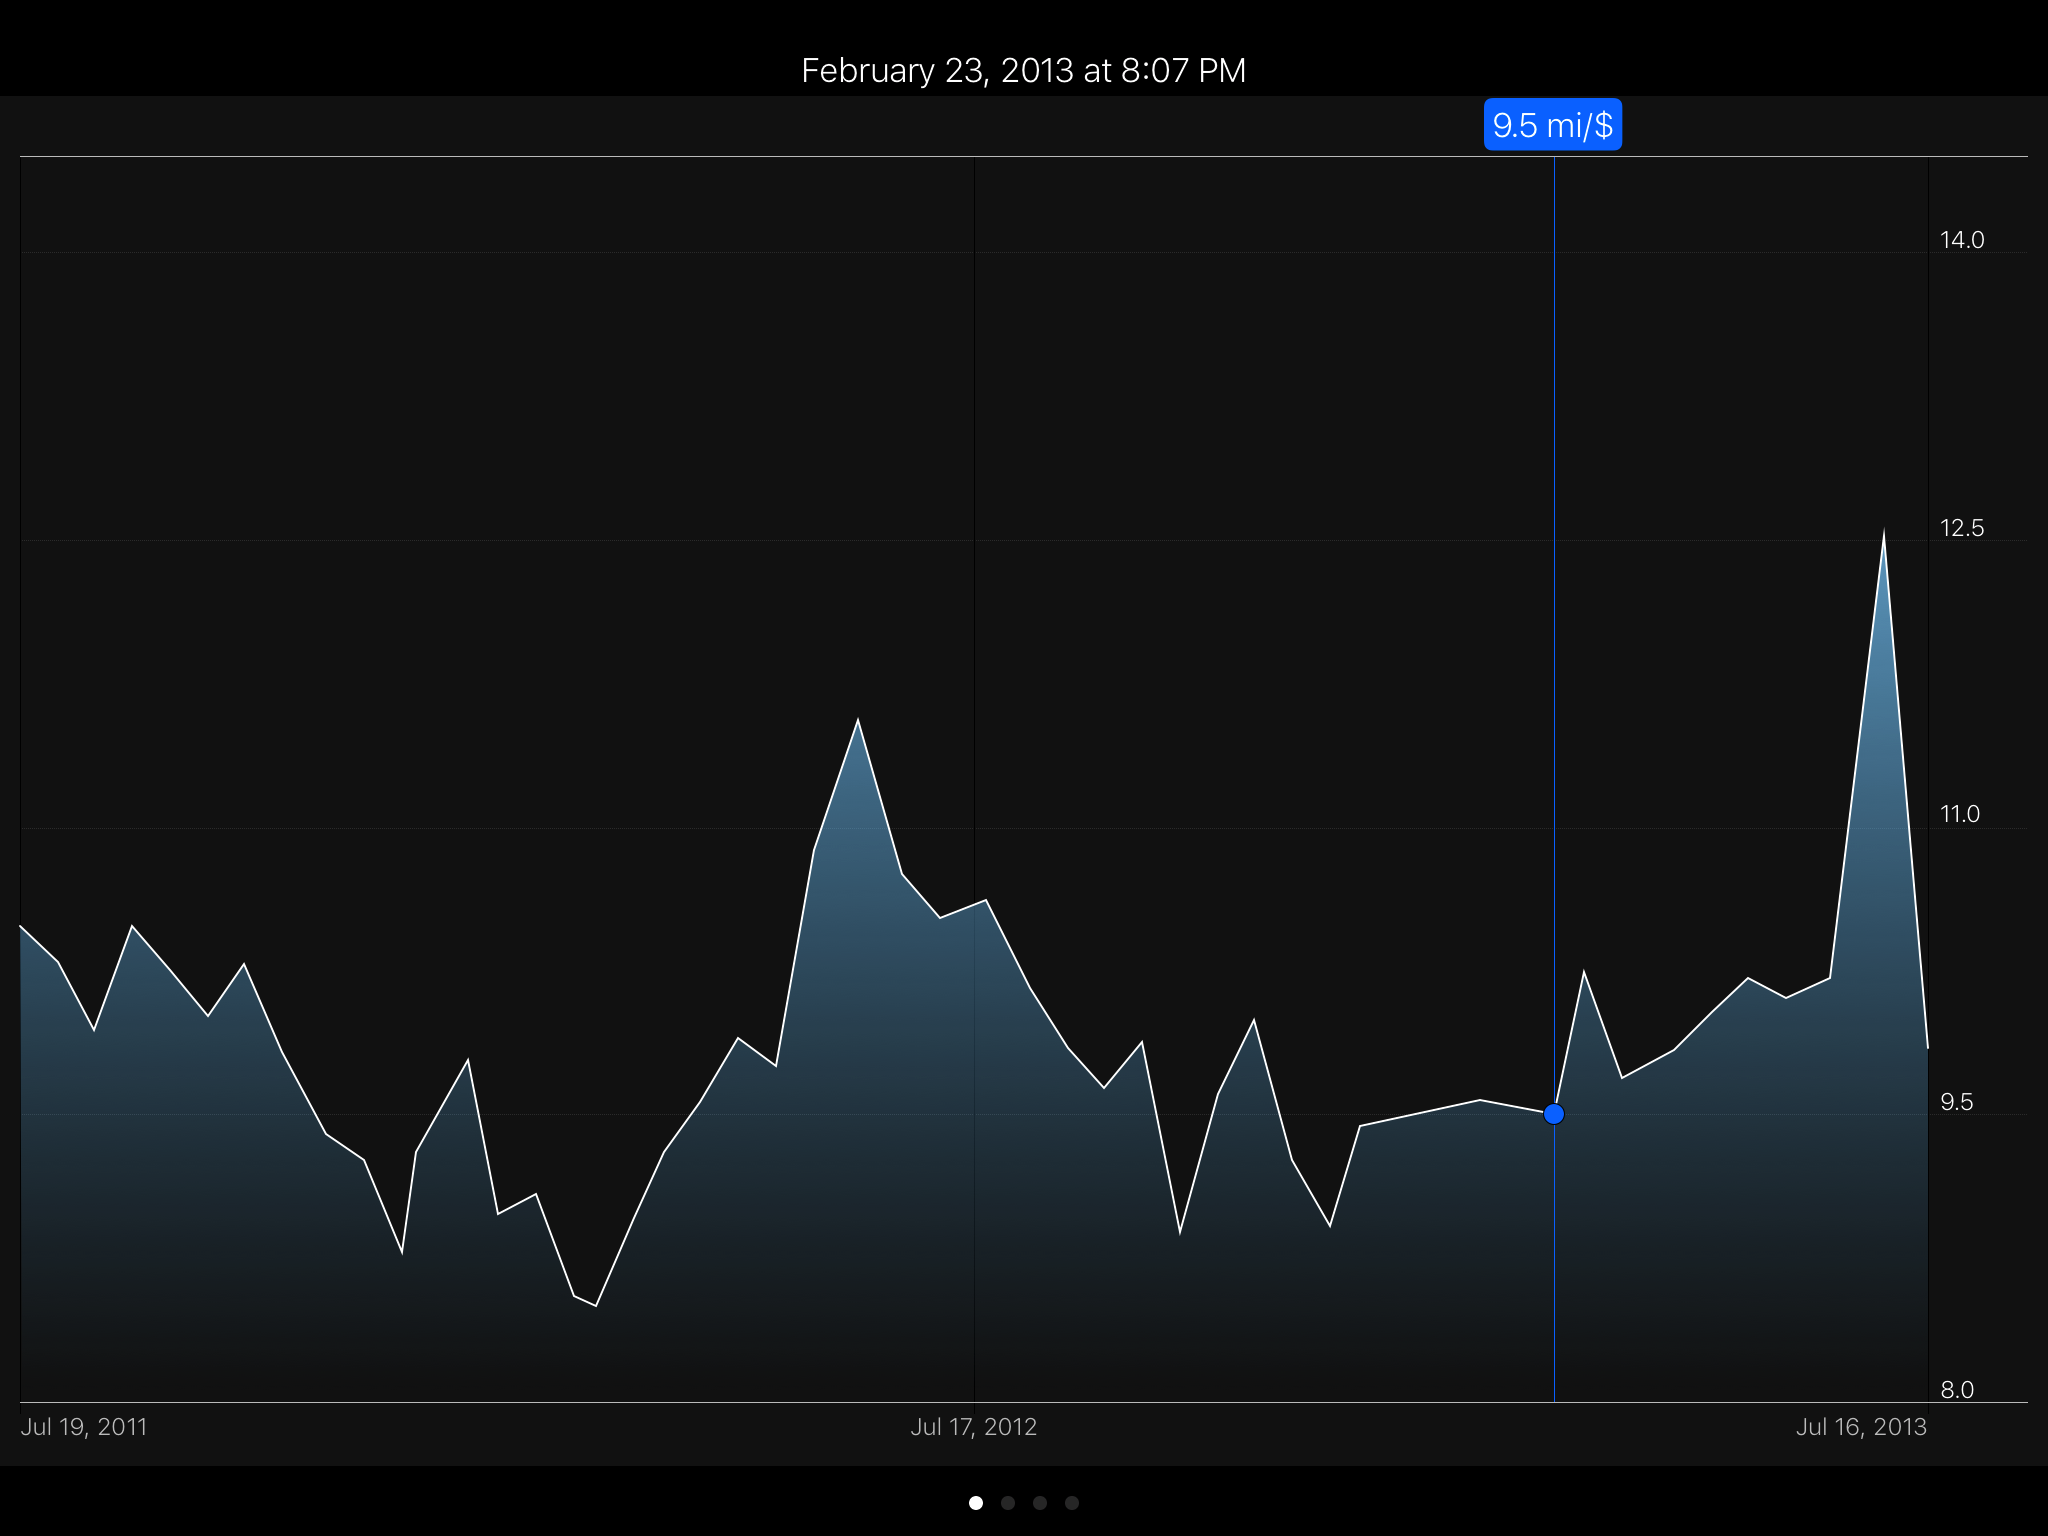 February 23, 2013 at 8:07 PM
9.5 mi/$
14.0
12.5
11.0
9.5
8.0
Jul 19, 2011
Jul 17, 2012
Jul 16, 2013